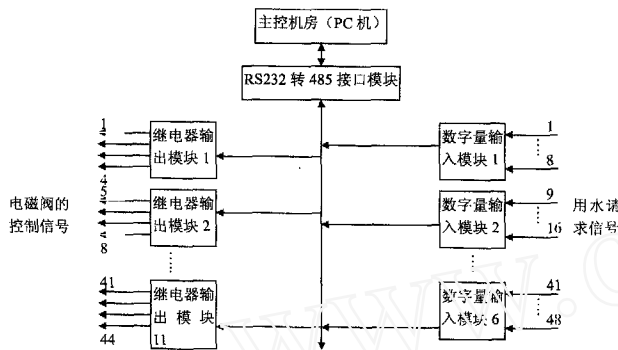 主控机房（PC 机）
RS232 转 485 接口模块
1
继电器输
出模块 1
4
数字量输
入模块 1
1
8
电磁阀的
控制信号
5
继电器输
出模块 2
8
数字量输
入模块 2
9
16
用水请
求信号
41
继电器输
出 模 块
11
44
数字量输
入模块 6
41
48
www.c